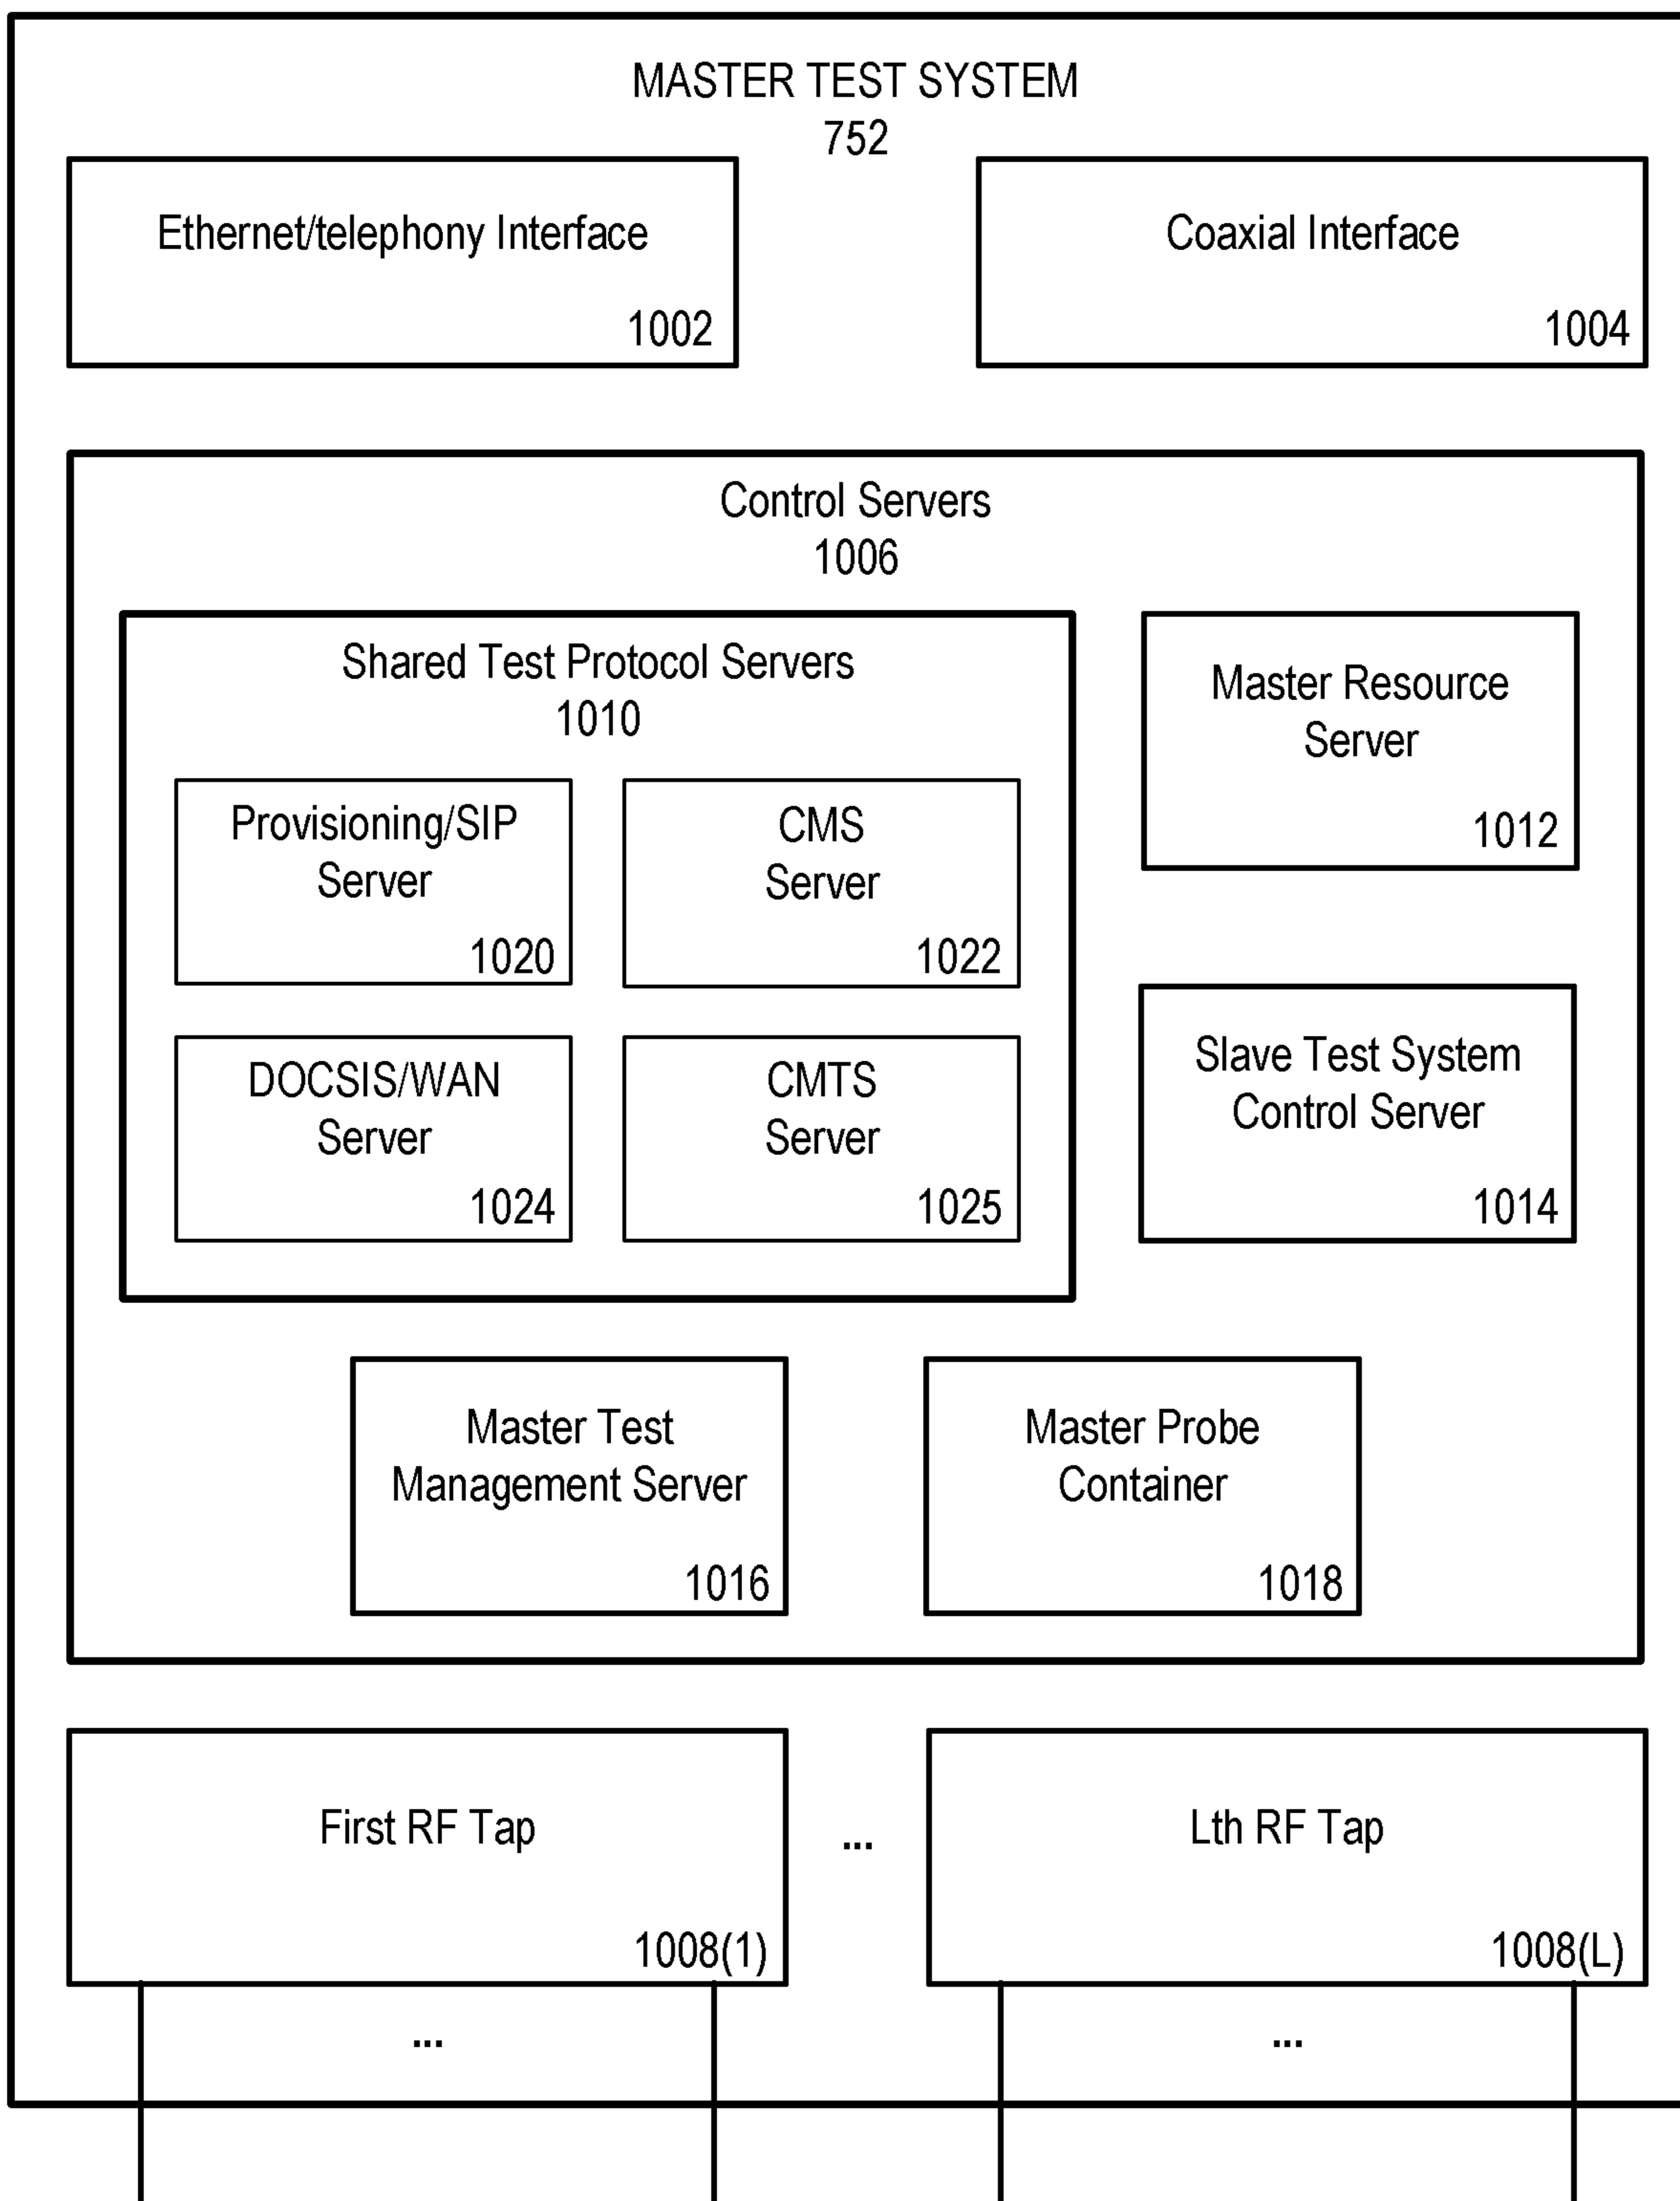 MASTER TEST SYSTEM
752
Ethernet/telephony Interface
1002
Coaxial Interface
1004
Control Servers
1006
Shared Test Protocol Servers
1010
Provisioning/SIP
Server
1020
CMS
Server
1022
DOCSIS/WAN
Server
1024
CMTS
Server
1025
Master Resource
Server
1012
Slave Test System
Control Server
1014
Master Test
Management Server
1016
Master Probe
Container
1018
First RF Tap
1008(1)
...
Lth RF Tap
1008(L)
...
...